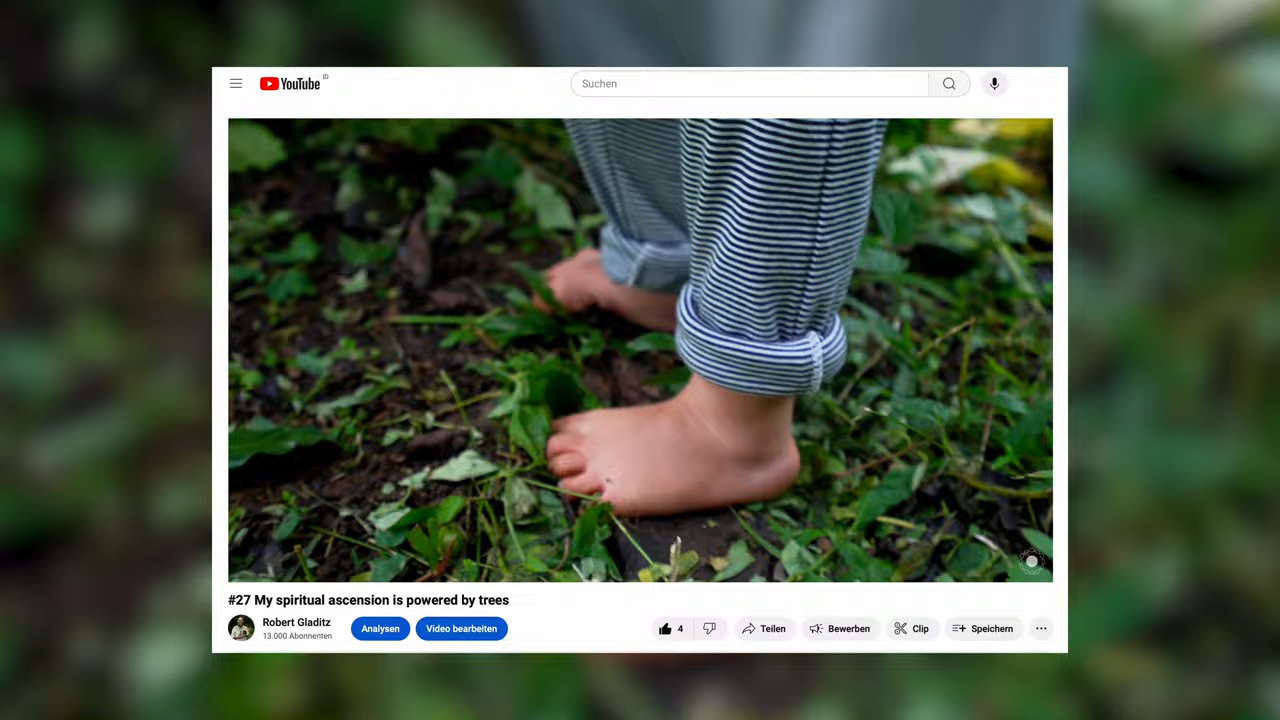 YouTube ID
Suchen
#27 My spiritual ascension is powered by trees
Robert Gladitz
13.000 Abonnenten
Analysen
Video bearbeiten
4
Teilen
Bewerben
Clip
Speichern